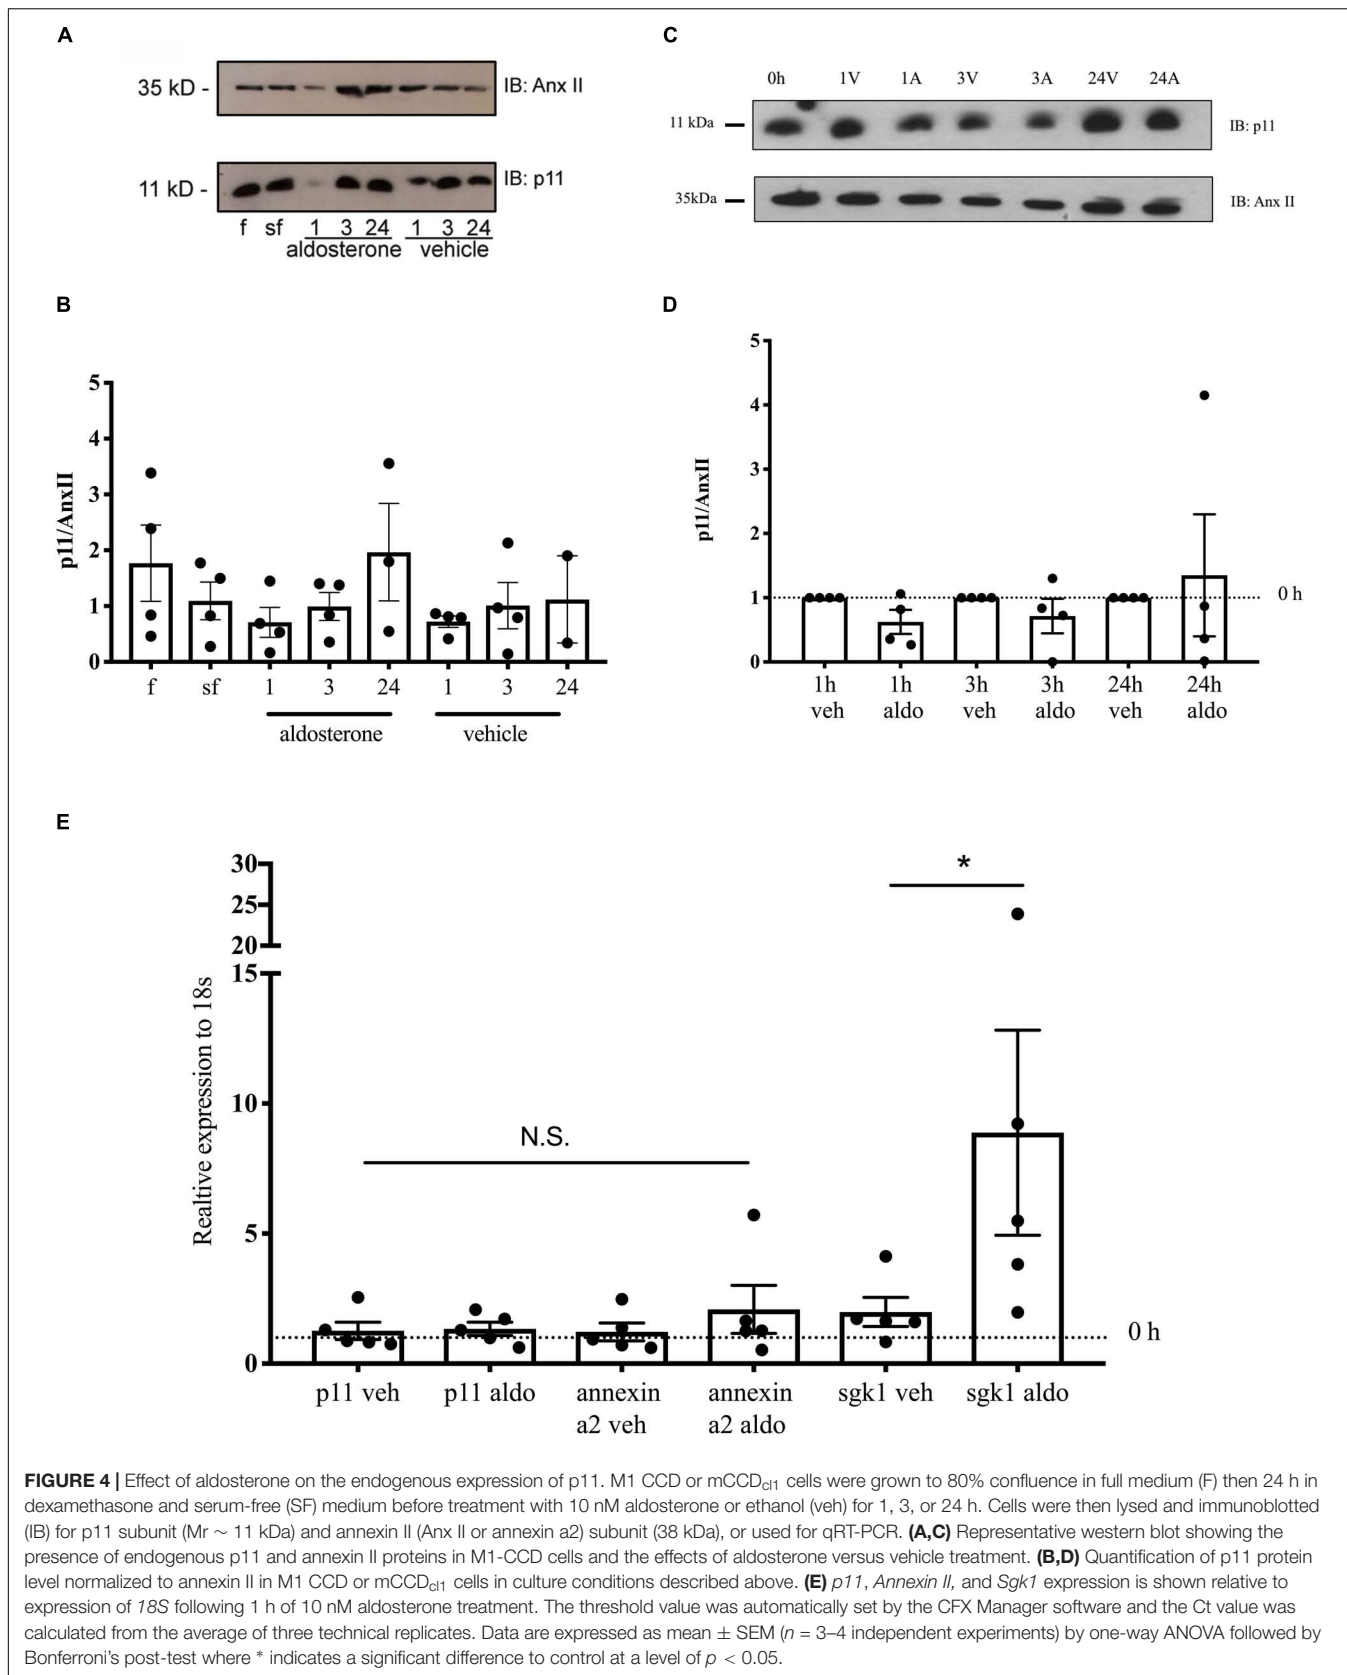 A
35 kD -
IB: Anx II
11 kD -
IB: p11
f sf 1 3 24 1 3 24
aldosterone vehicle
C
0h 1V 1A 3V 3A 24V 24A
11 kDa
IB: p11
35kDa
IB: Anx II
B
p11/AnxII
5
4
3
2
1
0
f sf 1 3 24 1 3 24
aldosterone vehicle
D
p11/AnxII
5
4
3
2
1
0
0 h
1h 1h 3h 3h 24h 24h
veh aldo veh aldo veh aldo
E
Realtive expression to 18s
30
25
20
15
10
5
0
*
N.S.
0 h
p11 veh p11 aldo annexin annexin sgk1 veh sgk1 aldo
a2 veh a2 aldo
FIGURE 4 | Effect of aldosterone on the endogenous expression of p11. M1 CCD or mCCDcl1 cells were grown to 80% confluence in full medium (F) then 24 h in
dexamethasone and serum-free (SF) medium before treatment with 10 nM aldosterone or ethanol (veh) for 1, 3, or 24 h. Cells were then lysed and immunoblotted
(IB) for p11 subunit (Mr ∼ 11 kDa) and annexin II (Anx II or annexin a2) subunit (38 kDa), or used for qRT-PCR. (A,C) Representative western blot showing the
presence of endogenous p11 and annexin II proteins in M1-CCD cells and the effects of aldosterone versus vehicle treatment. (B,D) Quantification of p11 protein
level normalized to annexin II in M1 CCD or mCCDcl1 cells in culture conditions described above. (E) p11, Annexin II, and Sgk1 expression is shown relative to
expression of 18S following 1 h of 10 nM aldosterone treatment. The threshold value was automatically set by the CFX Manager software and the Ct value was
calculated from the average of three technical replicates. Data are expressed as mean ± SEM (n = 3–4 independent experiments) by one-way ANOVA followed by
Bonferroni's post-test where * indicates a significant difference to control at a level of p < 0.05.